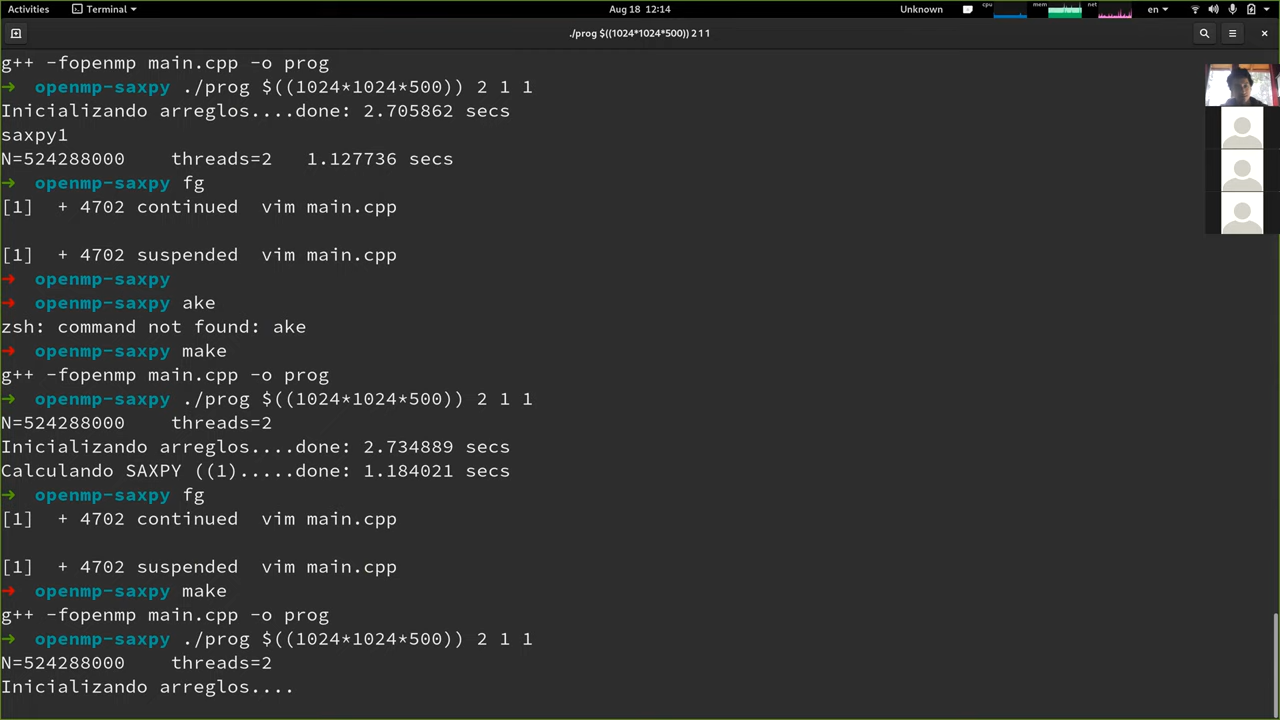 Activities Terminal Aug 18 12:14 Unknown cpu mem net en
./prog $((1024*1024*500)) 2 1 1
g++ -fopenmp main.cpp -o prog
➜ openmp-saxpy ./prog $((1024*1024*500)) 2 1 1
Inicializando arreglos....done: 2.705862 secs
saxpy1
N=524288000 threads=2 1.127736 secs
➜ openmp-saxpy fg
[1] + 4702 continued vim main.cpp
[1] + 4702 suspended vim main.cpp
➜ openmp-saxpy
➜ openmp-saxpy ake
zsh: command not found: ake
➜ openmp-saxpy make
g++ -fopenmp main.cpp -o prog
➜ openmp-saxpy ./prog $((1024*1024*500)) 2 1 1
N=524288000 threads=2
Inicializando arreglos....done: 2.734889 secs
Calculando SAXPY ((1).....done: 1.184021 secs
➜ openmp-saxpy fg
[1] + 4702 continued vim main.cpp
[1] + 4702 suspended vim main.cpp
➜ openmp-saxpy make
g++ -fopenmp main.cpp -o prog
➜ openmp-saxpy ./prog $((1024*1024*500)) 2 1 1
N=524288000 threads=2
Inicializando arreglos....